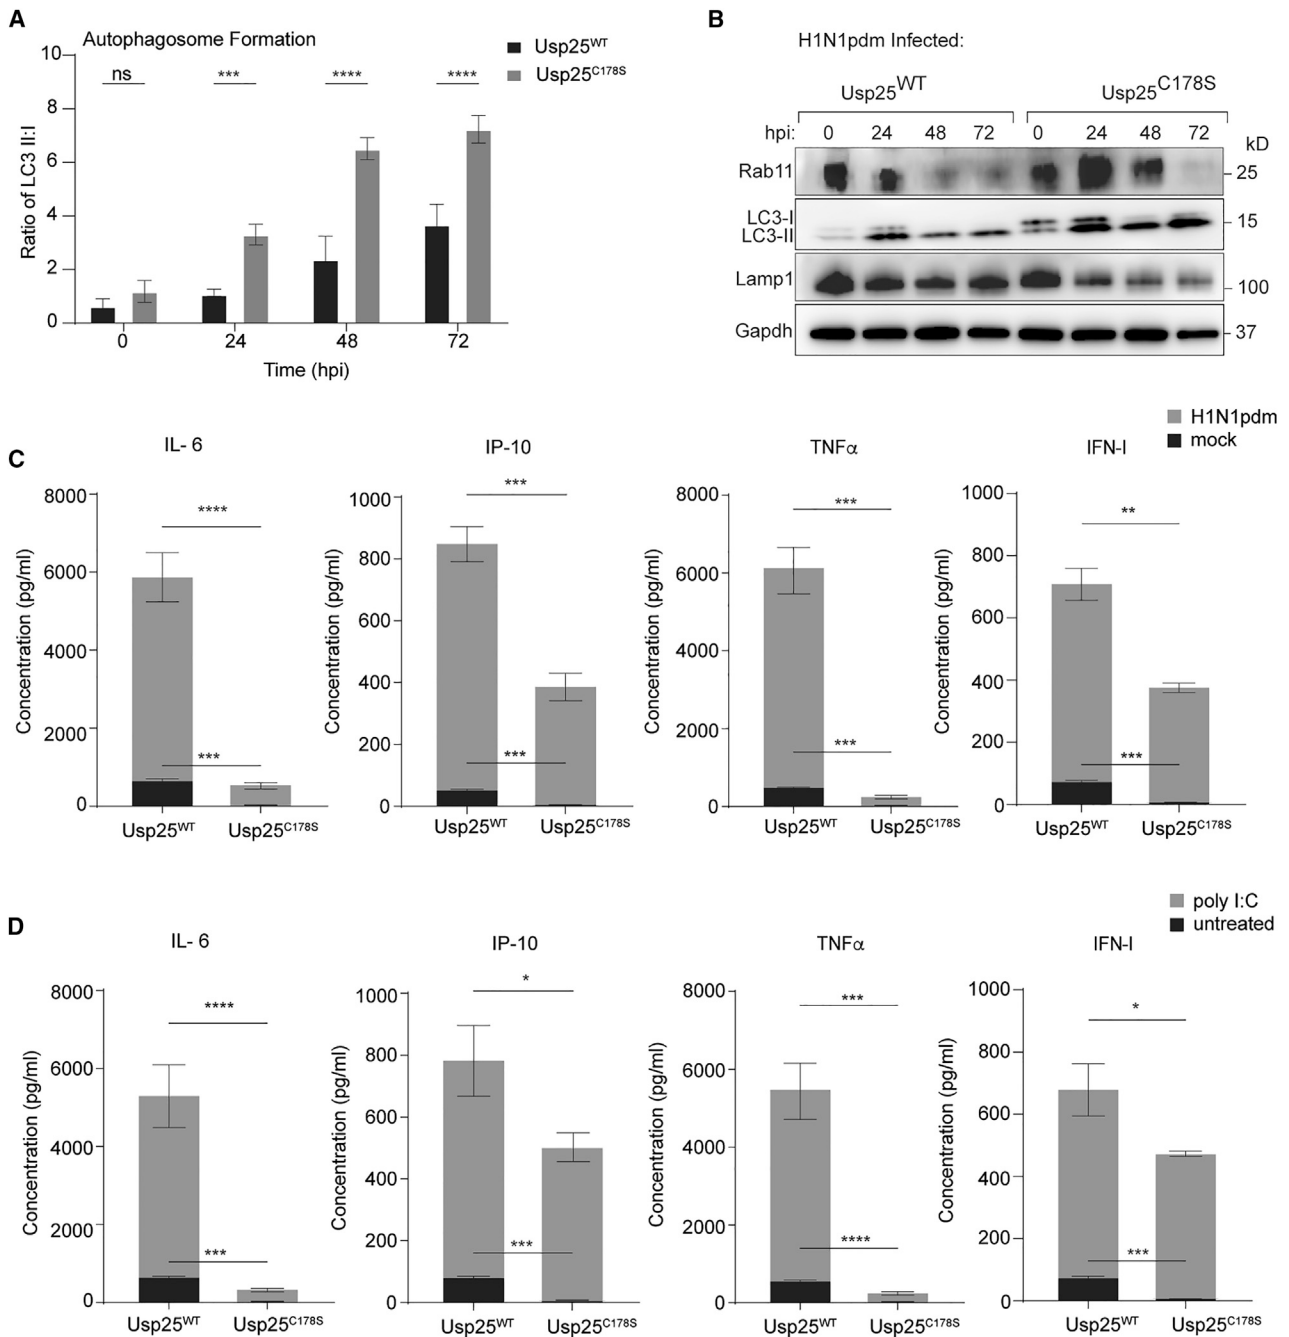 A
Autophagosome Formation
Usp25WT
Usp25C178S
10
8
6
4
2
0
Ratio of LC3 II:I
ns
***
****
****
0 24 48 72
Time (hpi)
B
H1N1pdm Infected:
Usp25WT Usp25C178S
hpi: 0 24 48 72 0 24 48 72 kD
Rab11 25
LC3-I 15
LC3-II
Lamp1 100
Gapdh 37
H1N1pdm
mock
C
IL- 6
8000
6000
4000
2000
0
Concentration (pg/ml)
****
***
Usp25WT Usp25C178S
IP-10
1000
800
600
400
200
0
Concentration (pg/ml)
***
***
Usp25WT Usp25C178S
TNFα
8000
6000
4000
2000
0
Concentration (pg/ml)
***
***
Usp25WT Usp25C178S
IFN-I
1000
800
600
400
200
0
Concentration (pg/ml)
**
***
Usp25WT Usp25C178S
poly I:C
untreated
D
IL- 6
8000
6000
4000
2000
0
Concentration (pg/ml)
****
***
Usp25WT Usp25C178S
IP-10
1000
800
600
400
200
0
Concentration (pg/ml)
*
***
Usp25WT Usp25C178S
TNFα
8000
6000
4000
2000
0
Concentration (pg/ml)
***
****
Usp25WT Usp25C178S
IFN-I
1000
800
600
400
200
0
Concentration (pg/ml)
*
***
Usp25WT Usp25C178S